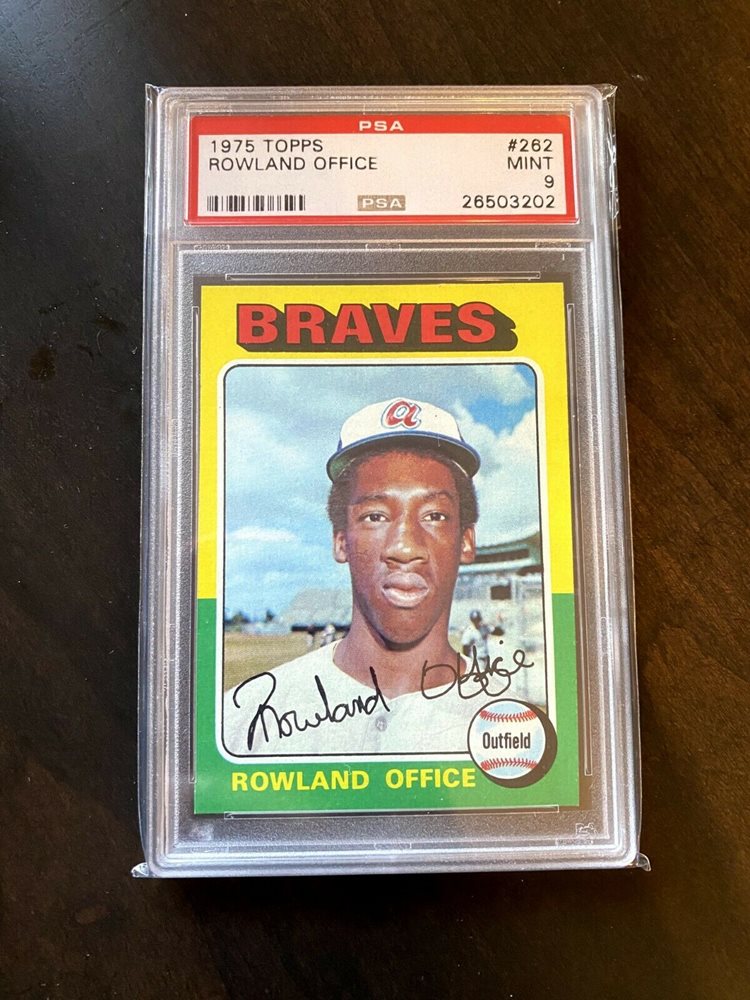 PSA
1975 TOPPS #262
ROWLAND OFFICE MINT
9
PSA 26503202
BRAVES
a
Rowland Office
Outfield
ROWLAND OFFICE